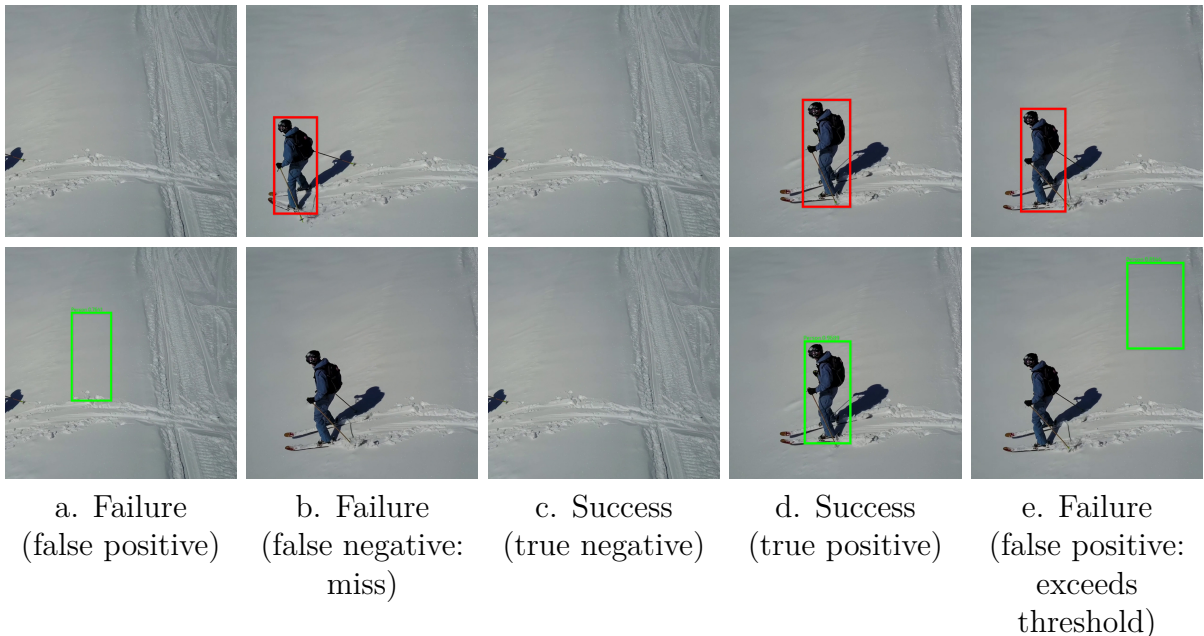 a. Failure
(false positive)
b. Failure
(false negative:
miss)
c. Success
(true negative)
d. Success
(true positive)
e. Failure
(false positive:
exceeds
threshold)